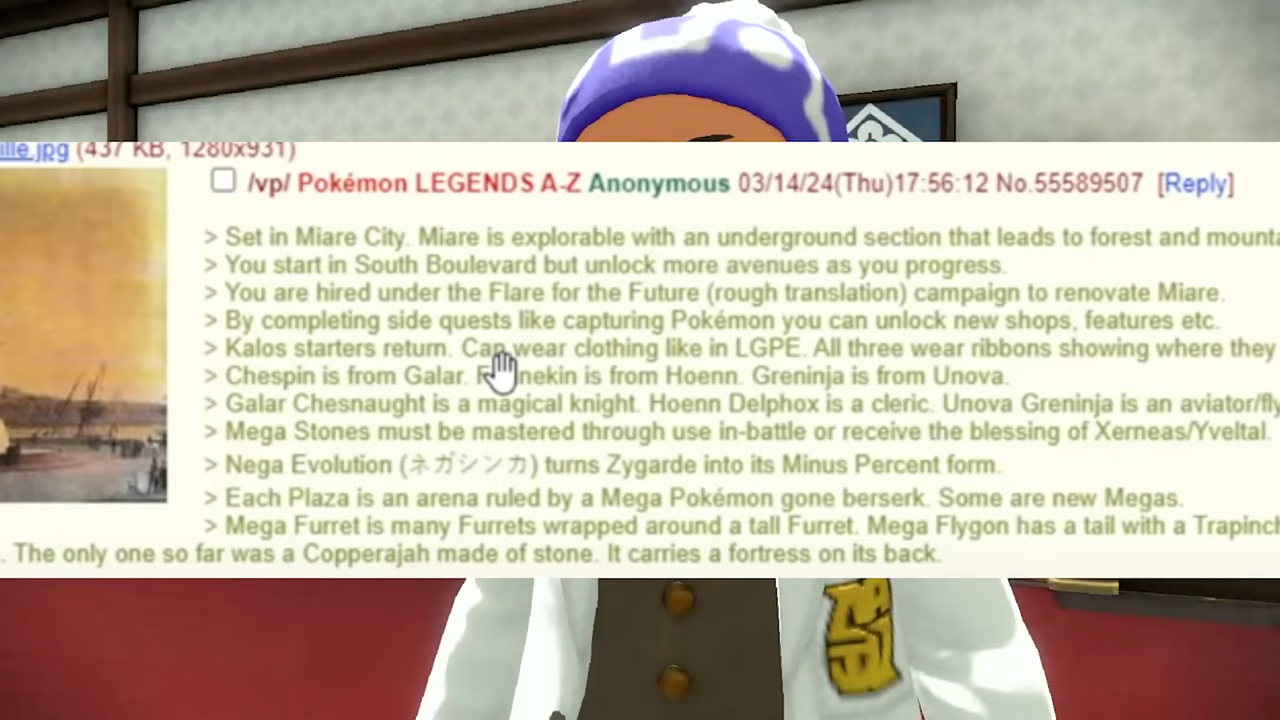 ille.jpg (437 KB, 1280x931)
/vp/ Pokémon LEGENDS A-Z Anonymous 03/14/24(Thu)17:56:12 No.55589507 [Reply]
> Set in Miare City. Miare is explorable with an underground section that leads to forest and mounta
> You start in South Boulevard but unlock more avenues as you progress.
> You are hired under the Flare for the Future (rough translation) campaign to renovate Miare.
> By completing side quests like capturing Pokémon you can unlock new shops, features etc.
> Kalos starters return. Can wear clothing like in LGPE. All three wear ribbons showing where they
> Chespin is from Galar. F nnekin is from Hoenn. Greninja is from Unova.
> Galar Chesnaught is a magical knight. Hoenn Delphox is a cleric. Unova Greninja is an aviator/fly
> Mega Stones must be mastered through use in-battle or receive the blessing of Xerneas/Yveltal.
> Nega Evolution (ネガシンカ) turns Zygarde into its Minus Percent form.
> Each Plaza is an arena ruled by a Mega Pokémon gone berserk. Some are new Megas.
> Mega Furret is many Furrets wrapped around a tall Furret. Mega Flygon has a tail with a Trapinch
. The only one so far was a Copperajah made of stone. It carries a fortress on its back.